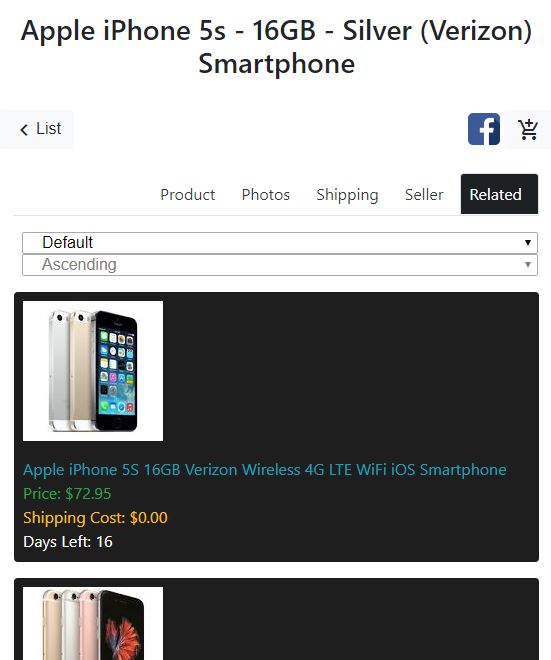 Apple iPhone 5s - 16GB - Silver (Verizon)
Smartphone
List
Product Photos Shipping Seller Related
Default
Ascending
Apple iPhone 5S 16GB Verizon Wireless 4G LTE WiFi iOS Smartphone
Price: $72.95
Shipping Cost: $0.00
Days Left: 16